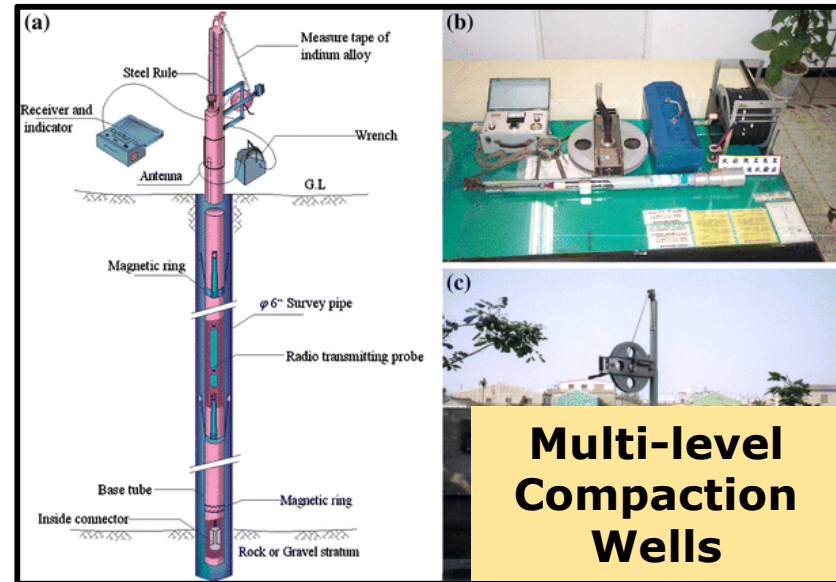 (a)
Measure tape of
indium alloy
Steel Rule
Receiver and
indicator
Wrench
Antenna
G.L
Magnetic ring
φ 6" Survey pipe
Radio transmitting probe
Base tube
Magnetic ring
Inside connector
Rock or Gravel stratum
(b)
(c)
Multi-level
Compaction
Wells